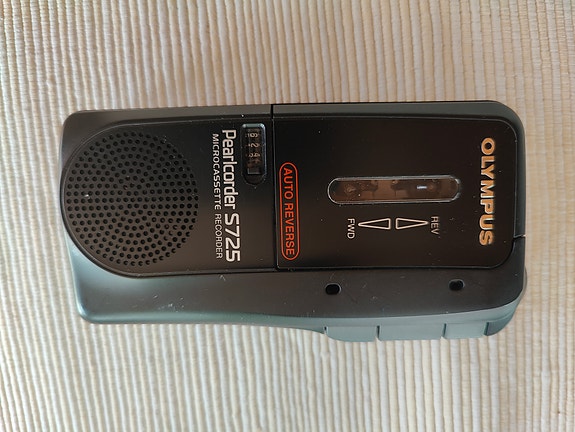 OLYMPUS
REV
FWD
AUTO REVERSE
Pearlcorder S725
MICROCASSETTE RECORDER